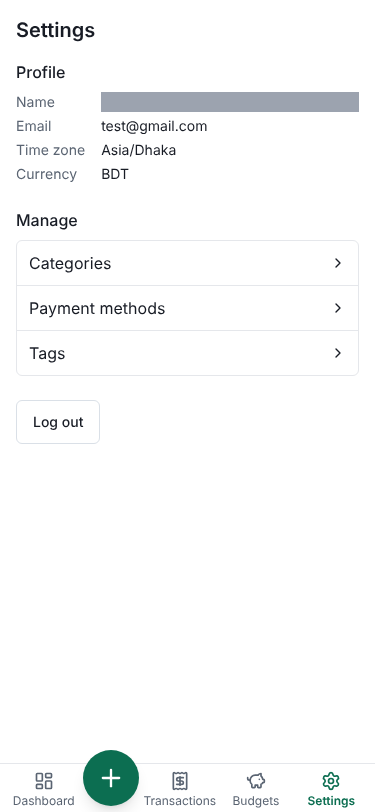 Settings
Profile
Name
Email test@gmail.com
Time zone Asia/Dhaka
Currency BDT
Manage
Categories
Payment methods
Tags
Log out
Dashboard Transactions Budgets Settings